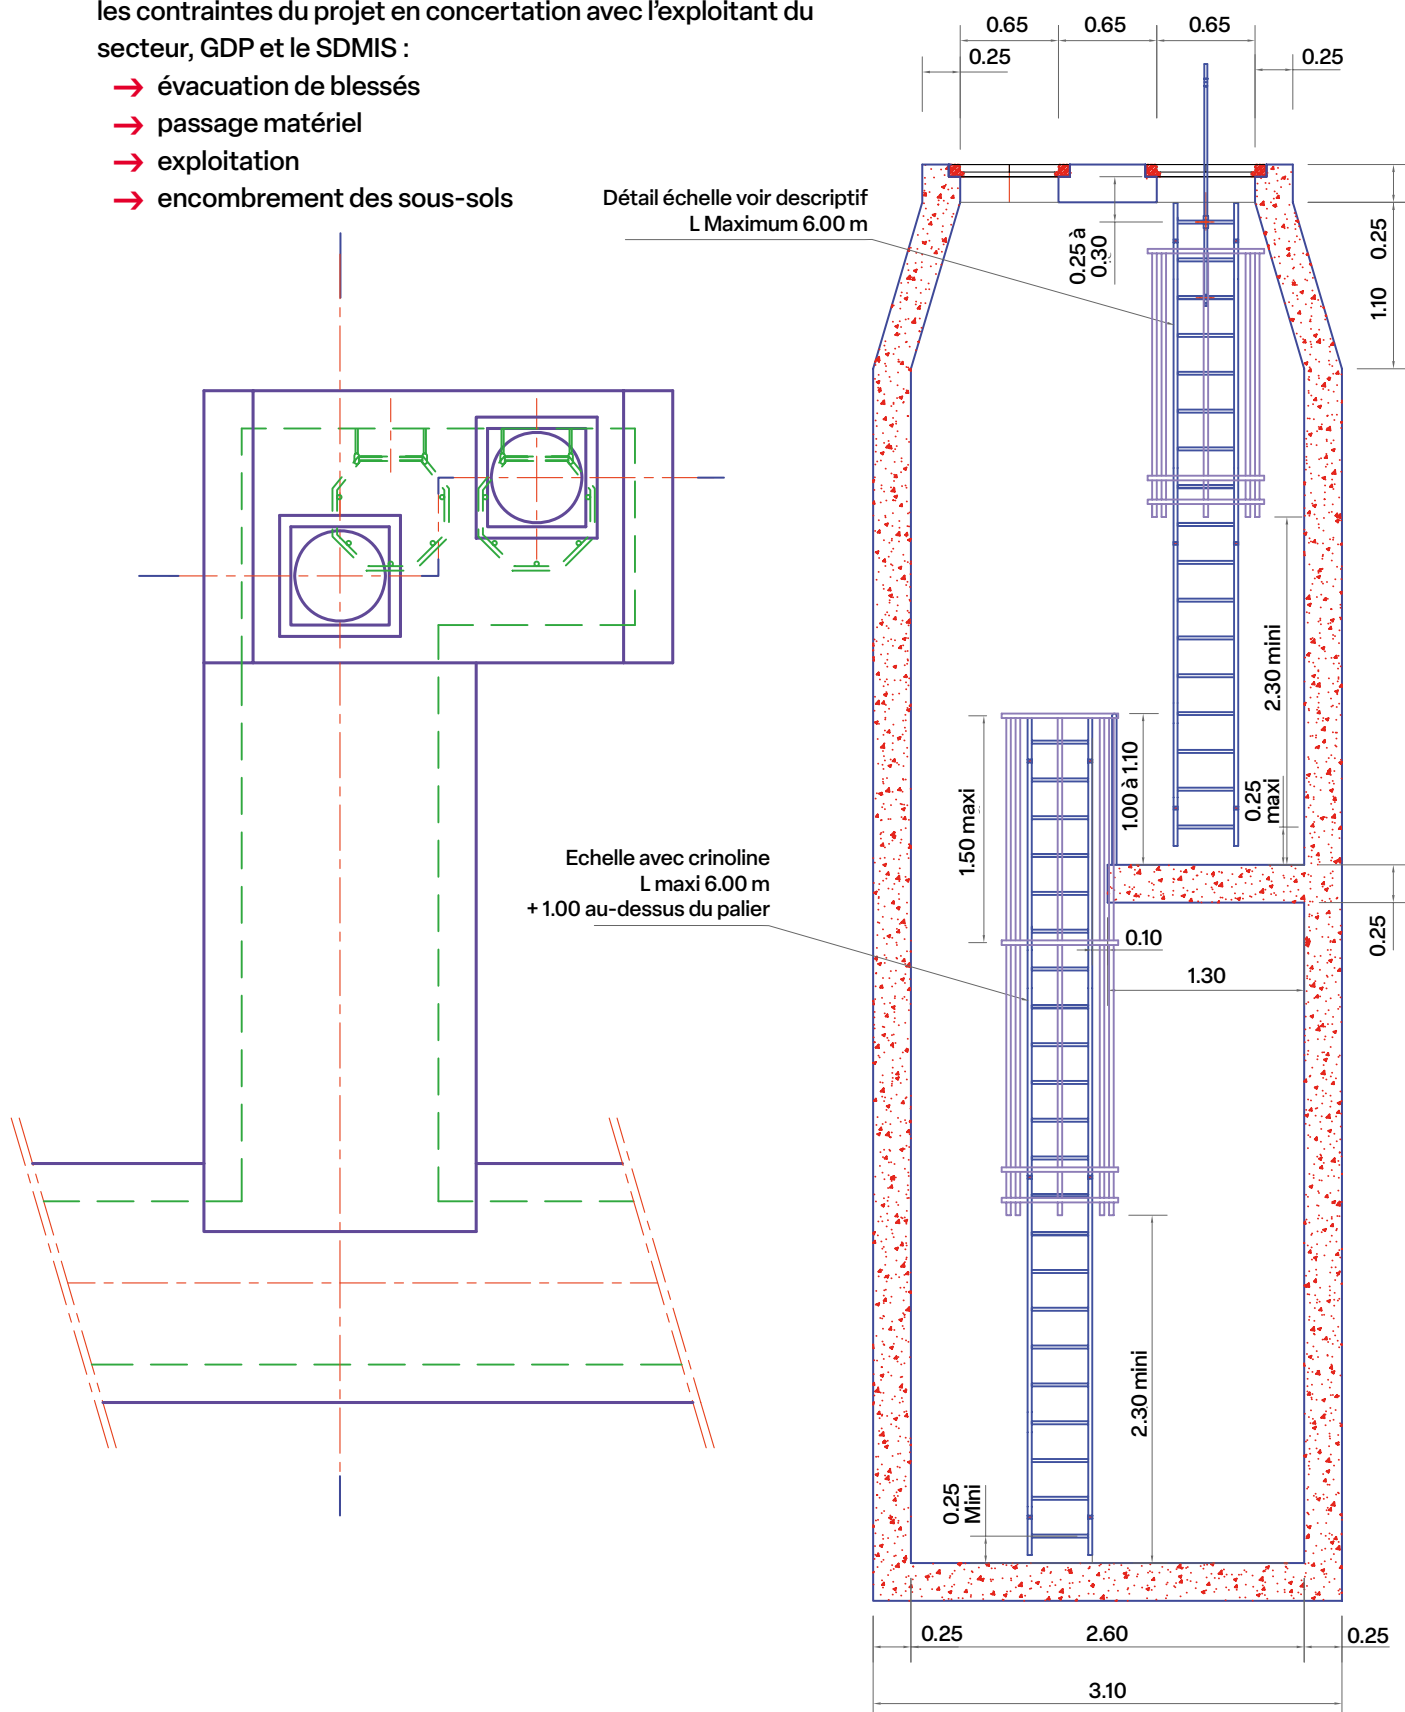 les contraintes du projet en concertation avec l'exploitant du
secteur, GDP et le SDMIS :
→ évacuation de blessés
→ passage matériel
→ exploitation
→ encombrement des sous-sols
0.65
0.65
0.65
0.25
0.25
Détail échelle voir descriptif
L Maximum 6.00 m
0.25 à
0.30
0.25
1.10
2.30 mini
0.25
maxi
1.00 à 1.10
1.50 maxi
Echelle avec crinoline
L maxi 6.00 m
+ 1.00 au-dessus du palier
0.10
1.30
0.25
2.30 mini
0.25
Mini
0.25
2.60
0.25
3.10